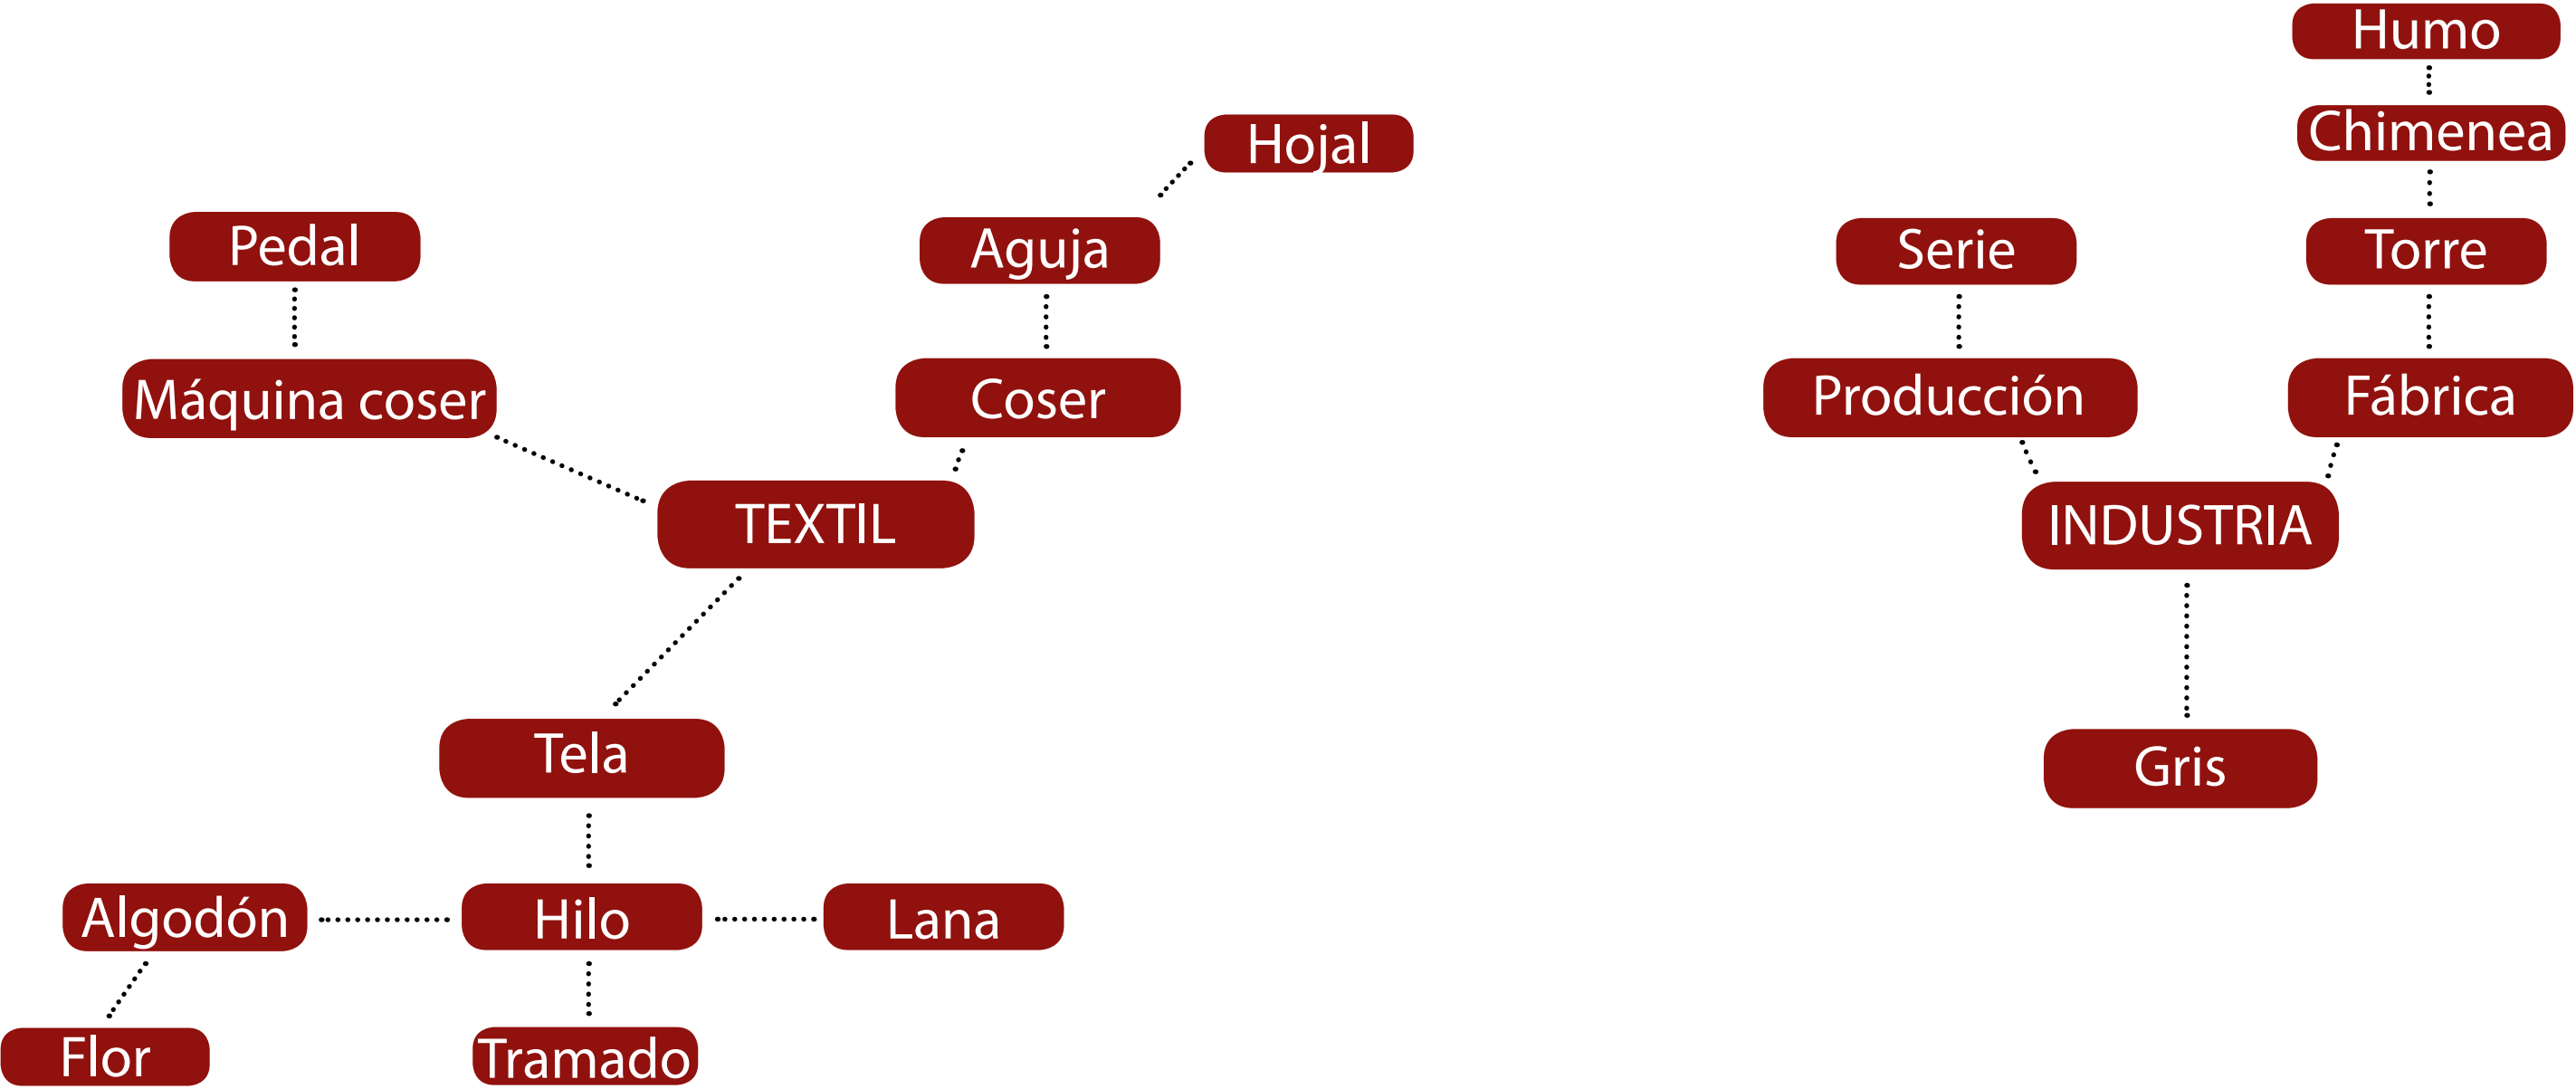 Humo
Chimenea
Hojal
Pedal
Aguja
Serie
Torre
Máquina coser
Coser
Producción
Fábrica
TEXTIL
INDUSTRIA
Tela
Gris
Algodón
Hilo
Lana
Flor
Tramado